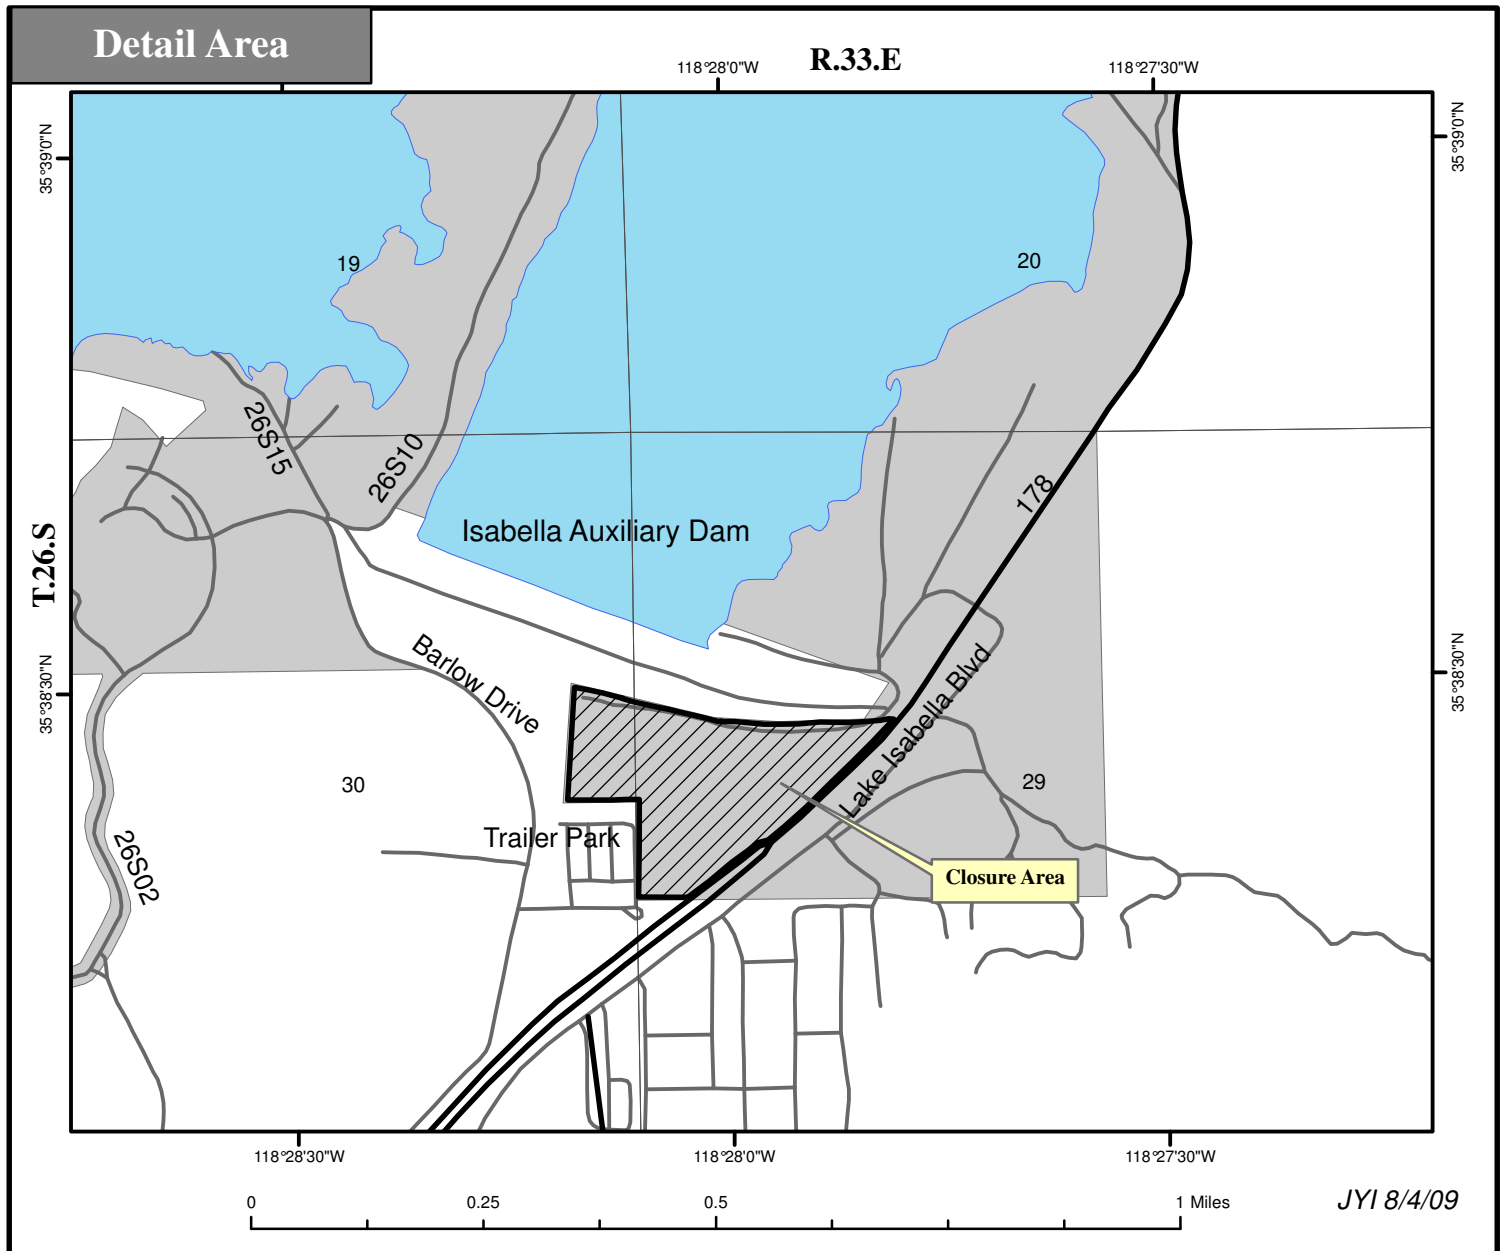 Detail Area
R.33.E
118°28'0"W
118°27'30"W
35°39'0"N
35°39'0"N
19
20
26S15
26S10
178
Isabella Auxiliary Dam
T.26.S
Barlow Drive
Lake Isabella Blvd
35°38'30"N
35°38'30"N
30
29
Trailer Park
26S02
Closure Area
118°28'30"W
118°28'0"W
118°27'30"W
0
0.25
0.5
1 Miles
JYI 8/4/09